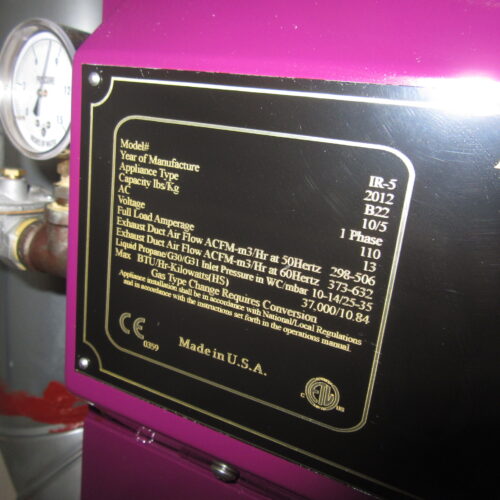 Model# IR-5
Year of Manufacture 2012
Appliance Type B22
Capacity lbs/Kg 10/5
AC 1 Phase
Voltage 110
Full Load Amperage 13
Exhaust Duct Air Flow ACFM-m3/Hr at 50Hertz 298-506
Exhaust Duct Air Flow ACFM-m3/Hr at 60Hertz 373-632
Liquid Propane/G30/G31 Inlet Pressure in WC/mbar 10-14/25-35
Max BTU/Hr-Kilowatts(HS) 37,000/10.84
Gas Type Change Requires Conversion
Appliance installation shall be in accordance with National/Local Regulations
and in accordance with the instructions set forth in the operations manual.
CE 0359
Made in U.S.A.
C US